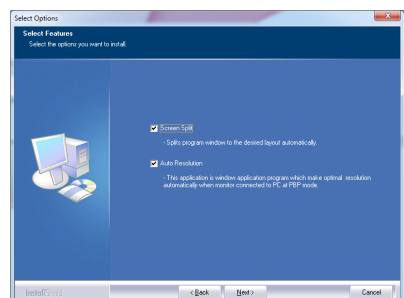 Select Options
Select Features
Select the options you want to install.
Screen Split
- Splits program window to the desired layout automatically.
Auto Resolution
- This application is window application program which make optimal resolution
automatically when monitor connected to PC at PBP mode.
InstallShield
< Back
Next >
Cancel